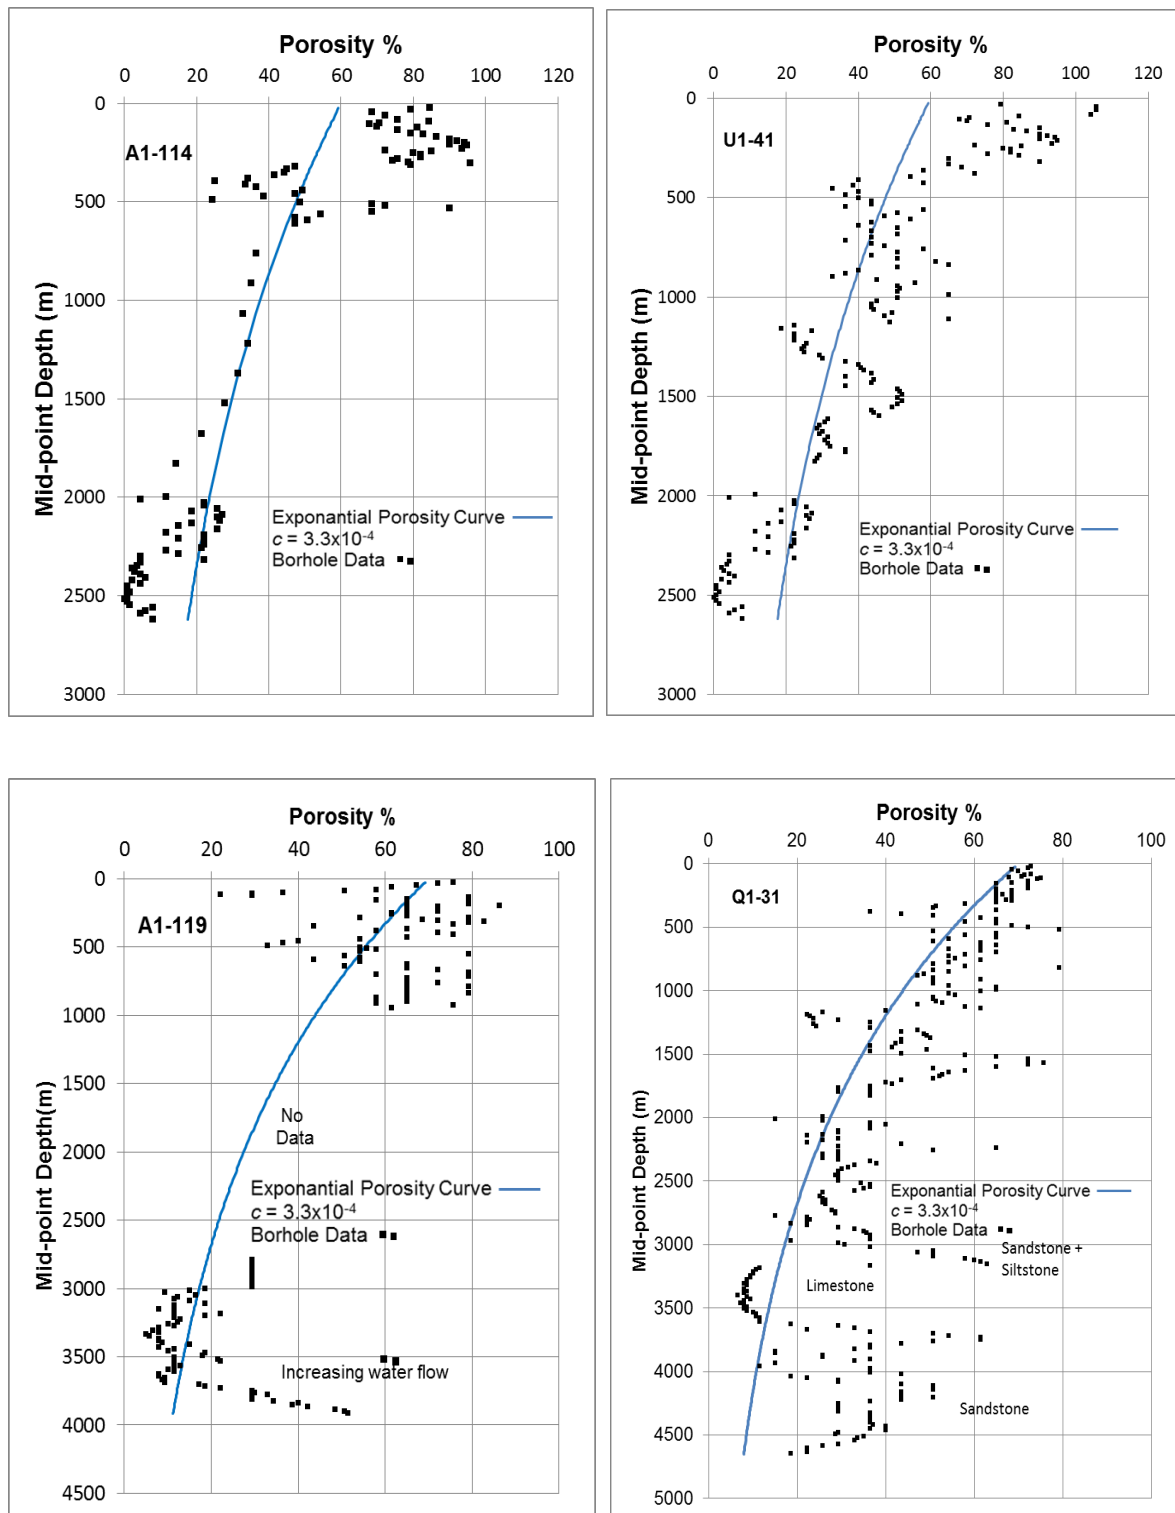 Porosity %
0 20 40 60 80 100 120
0
A1-114
500
1000
1500
2000
Exponantial Porosity Curve
c = 3.3x10-4
Borhole Data
2500
3000
Mid-point Depth (m)
Porosity %
0 20 40 60 80 100 120
0
U1-41
500
1000
1500
2000
Exponantial Porosity Curve
c = 3.3x10-4
Borhole Data
2500
3000
Mid-point Depth (m)
Porosity %
0 20 40 60 80 100
0
A1-119
500
1000
1500
No
Data
2000
Exponantial Porosity Curve
c = 3.3x10-4
2500
Borhole Data
3000
3500
Increasing water flow
4000
4500
Mid-point Depth(m)
Porosity %
0 20 40 60 80 100
0
Q1-31
500
1000
1500
2000
2500
Exponantial Porosity Curve
c = 3.3x10-4
Borhole Data
3000
Sandstone +
Siltstone
Limestone
3500
4000
Sandstone
4500
5000
Mid-point Depth (m)